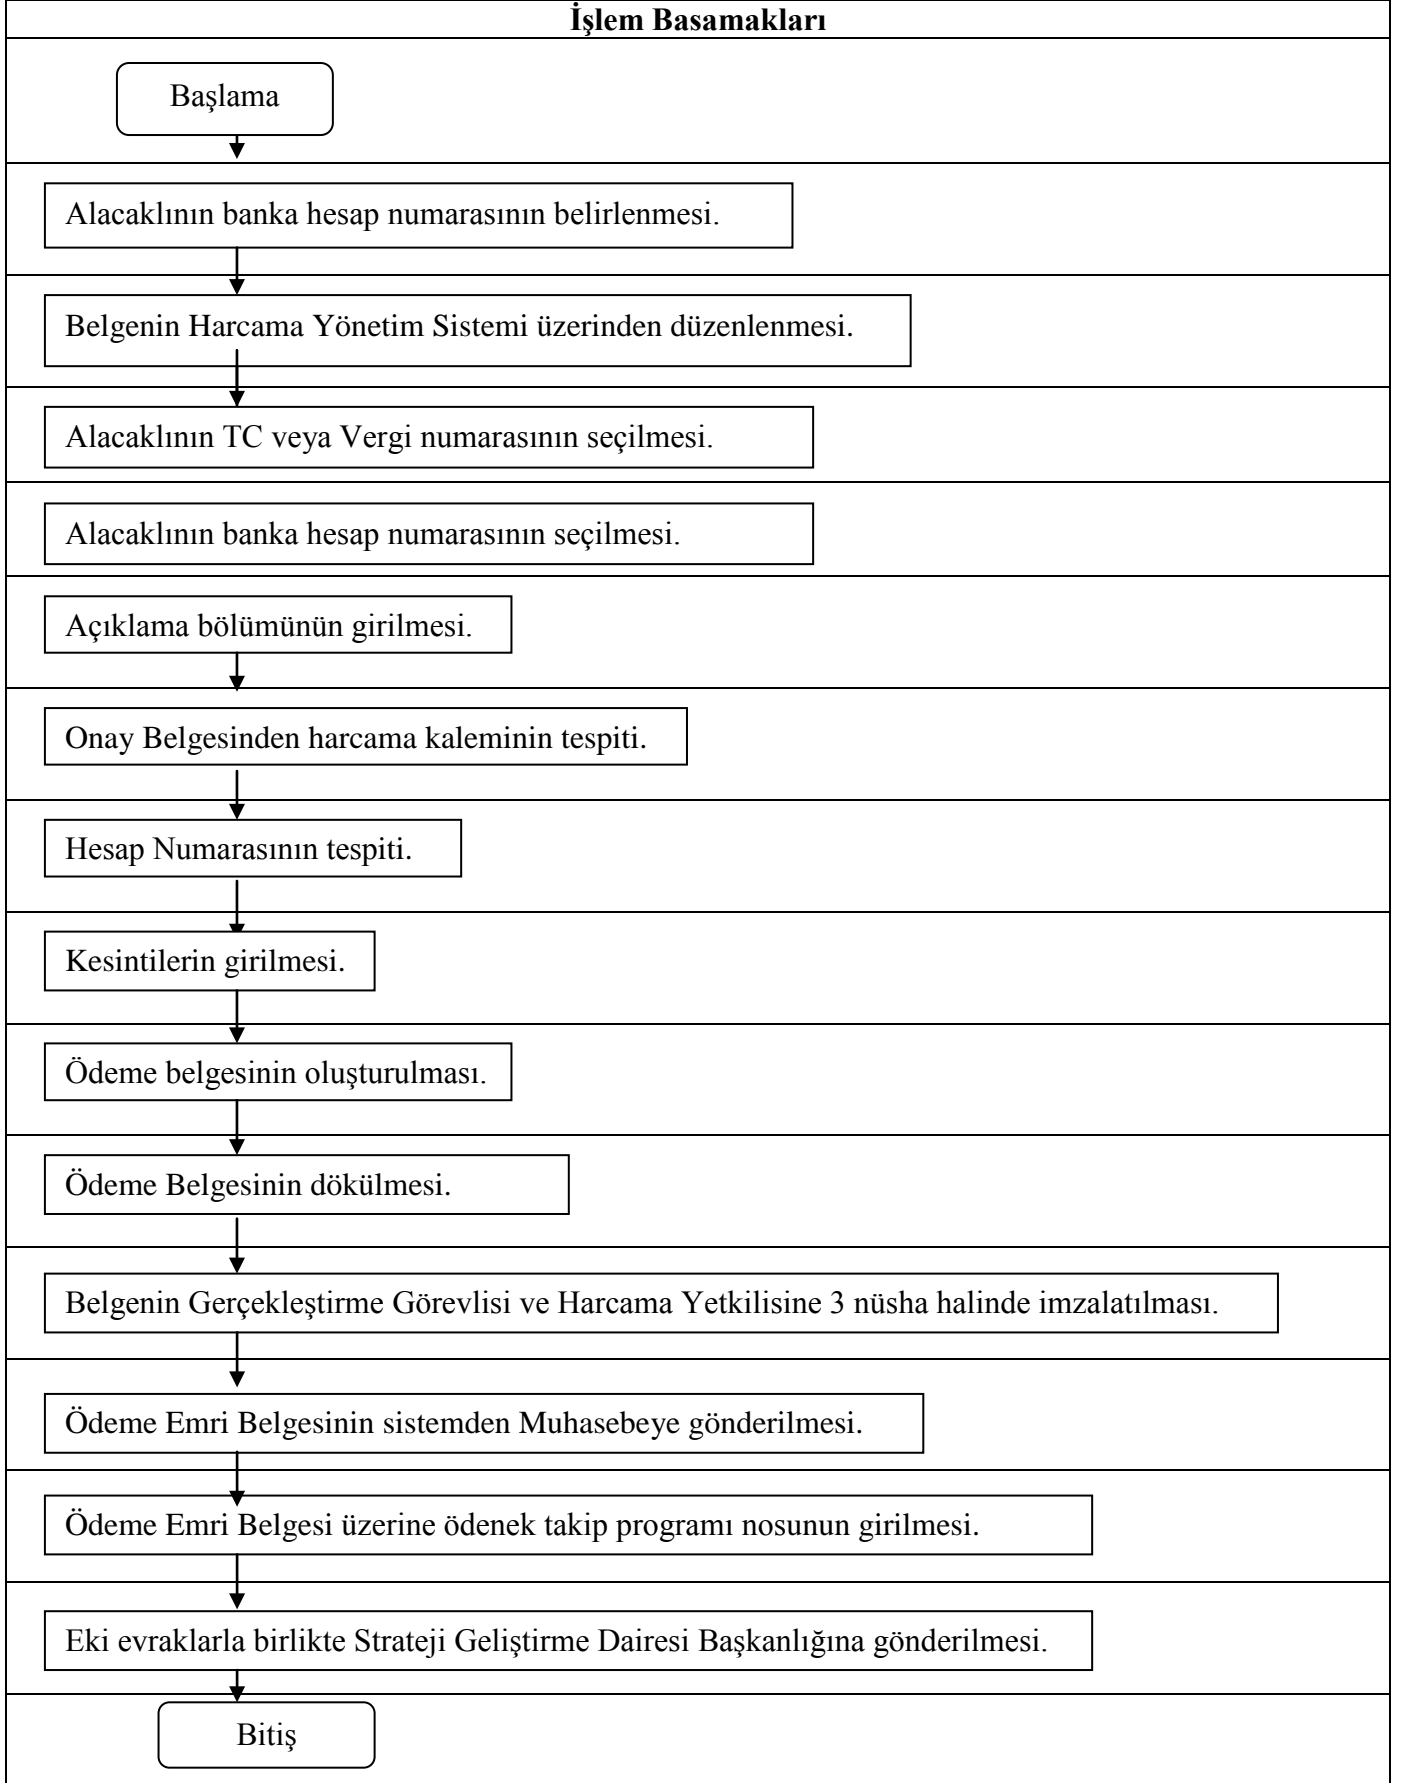 İşlem Basamakları
Başlama
Alacaklının banka hesap numarasının belirlenmesi.
Belgenin Harcama Yönetim Sistemi üzerinden düzenlenmesi.
Alacaklının TC veya Vergi numarasının seçilmesi.
Alacaklının banka hesap numarasının seçilmesi.
Açıklama bölümünün girilmesi.
Onay Belgesinden harcama kaleminin tespiti.
Hesap Numarasının tespiti.
Kesintilerin girilmesi.
Ödeme belgesinin oluşturulması.
Ödeme Belgesinin dökülmesi.
Belgenin Gerçekleştirme Görevlisi ve Harcama Yetkilisine 3 nüsha halinde imzalatılması.
Ödeme Emri Belgesinin sistemden Muhasebeye gönderilmesi.
Ödeme Emri Belgesi üzerine ödenek takip programı nosunun girilmesi.
Eki evraklarla birlikte Strateji Geliştirme Dairesi Başkanlığına gönderilmesi.
Bitiş